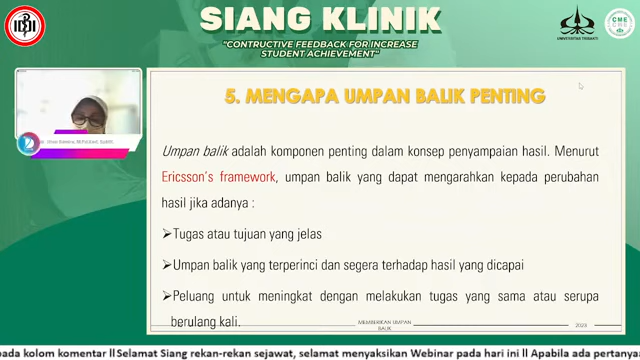 SIANG KLINIK
"CONTRUCTIVE FEEDBACK FOR INCREASE
STUDENT ACHIEVEMENT"
UNIVERSITAS TRISAKTI
CME
5. MENGAPA UMPAN BALIK PENTING
Umpan balik adalah komponen penting dalam konsep penyampaian hasil. Menurut
Ericsson's framework, umpan balik yang dapat mengarahkan kepada perubahan
hasil jika adanya :
➢Tugas atau tujuan yang jelas
➢Umpan balik yang terperinci dan segera terhadap hasil yang dicapai
➢Peluang untuk meningkat dengan melakukan tugas yang sama atau serupa
berulang kali.
MEMBERIKAN UMPAN
BALIK
2023
pada kolom komentar ll Selamat Siang rekan-rekan sejawat, selamat menyaksikan Webinar pada hari ini ll Apabila ada pertanya